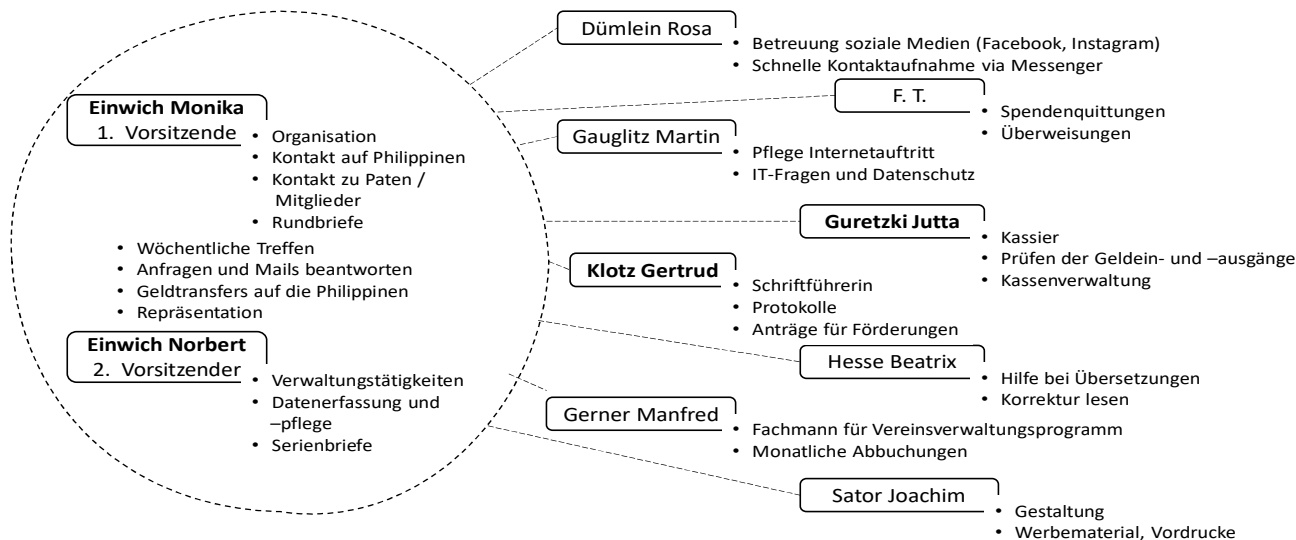 Dümlein Rosa
• Betreuung soziale Medien (Facebook, Instagram)
• Schnelle Kontaktaufnahme via Messenger
F. T.
• Spendenquittungen
• Überweisungen
Einwich Monika
1. Vorsitzende
• Organisation
• Kontakt auf Philippinen
• Kontakt zu Paten /
Mitglieder
• Rundbriefe
Gauglitz Martin
• Pflege Internetauftritt
• IT-Fragen und Datenschutz
Guretzki Jutta
• Kassier
• Prüfen der Geldein- und –ausgänge
• Kassenverwaltung
• Wöchentliche Treffen
• Anfragen und Mails beantworten
• Geldtransfers auf die Philippinen
• Repräsentation
Klotz Gertrud
• Schriftführerin
• Protokolle
• Anträge für Förderungen
Einwich Norbert
2. Vorsitzender
• Verwaltungstätigkeiten
• Datenerfassung und
–pflege
• Serienbriefe
Hesse Beatrix
• Hilfe bei Übersetzungen
• Korrektur lesen
Gerner Manfred
• Fachmann für Vereinsverwaltungsprogramm
• Monatliche Abbuchungen
Sator Joachim
• Gestaltung
• Werbematerial, Vordrucke